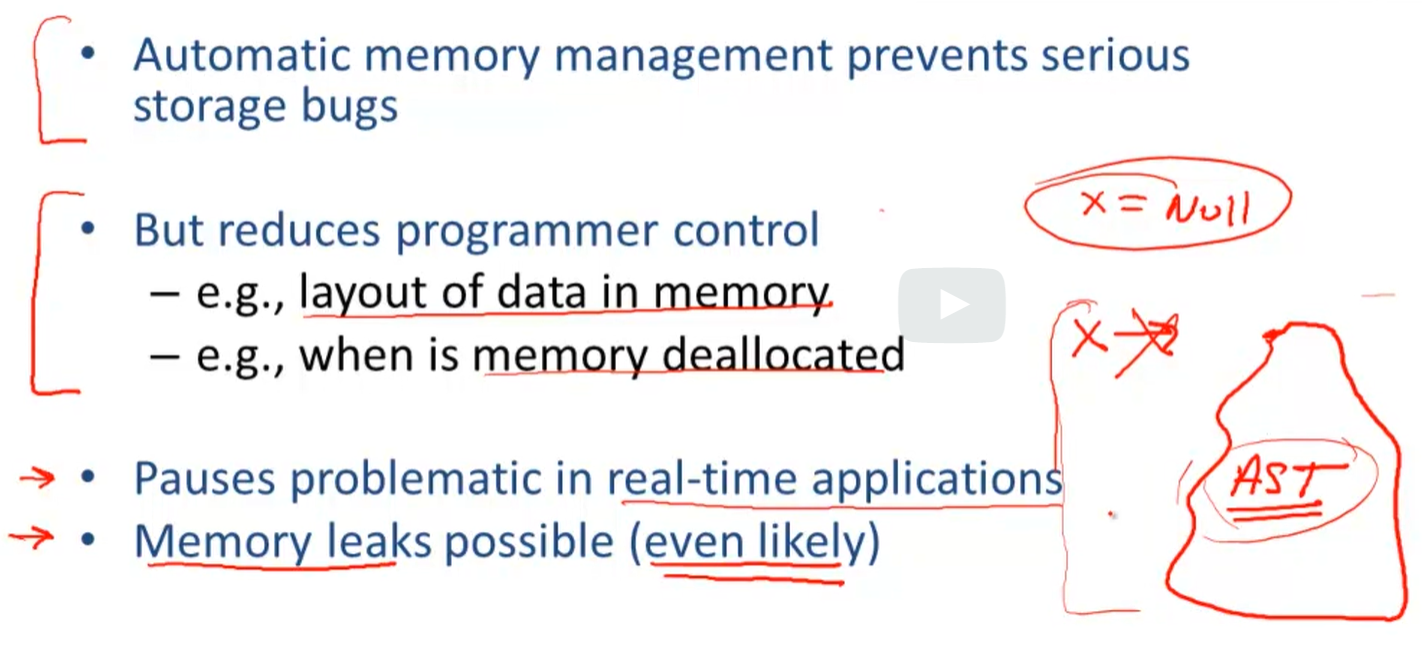 • Automatic memory management prevents serious
storage bugs
• But reduces programmer control
– e.g., layout of data in memory
– e.g., when is memory deallocated
→ • Pauses problematic in real-time applications
→ • Memory leaks possible (even likely)
x = Null
x →
AST